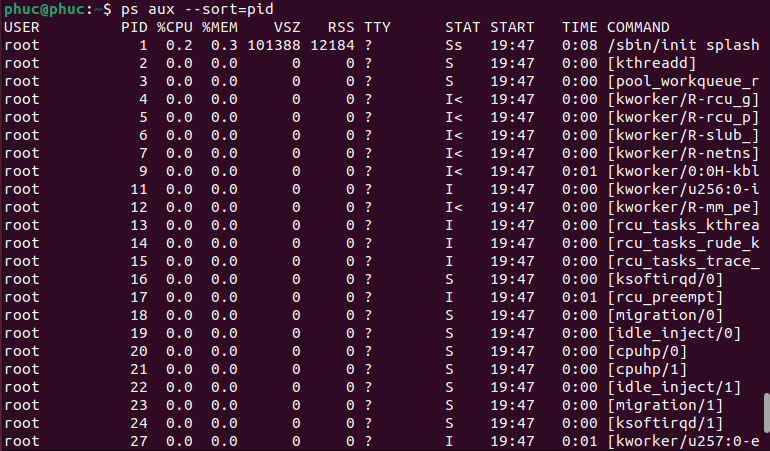 phuc@phuc:~$ ps aux --sort=pid
USER         PID %CPU %MEM    VSZ   RSS TTY      STAT START   TIME COMMAND
root           1  0.2  0.3 101388 12184 ?        Ss   19:47   0:08 /sbin/init splash
root           2  0.0  0.0      0     0 ?        S    19:47   0:00 [kthreadd]
root           3  0.0  0.0      0     0 ?        S    19:47   0:00 [pool_workqueue_r
root           4  0.0  0.0      0     0 ?        I<   19:47   0:00 [kworker/R-rcu_g]
root           5  0.0  0.0      0     0 ?        I<   19:47   0:00 [kworker/R-rcu_p]
root           6  0.0  0.0      0     0 ?        I<   19:47   0:00 [kworker/R-slub_]
root           7  0.0  0.0      0     0 ?        I<   19:47   0:00 [kworker/R-netns]
root           9  0.0  0.0      0     0 ?        I<   19:47   0:01 [kworker/0:0H-kbl
root          11  0.0  0.0      0     0 ?        I    19:47   0:00 [kworker/u256:0-i
root          12  0.0  0.0      0     0 ?        I<   19:47   0:00 [kworker/R-mm_pe]
root          13  0.0  0.0      0     0 ?        I    19:47   0:00 [rcu_tasks_kthrea
root          14  0.0  0.0      0     0 ?        I    19:47   0:00 [rcu_tasks_rude_k
root          15  0.0  0.0      0     0 ?        I    19:47   0:00 [rcu_tasks_trace_
root          16  0.0  0.0      0     0 ?        S    19:47   0:00 [ksoftirqd/0]
root          17  0.0  0.0      0     0 ?        I    19:47   0:01 [rcu_preempt]
root          18  0.0  0.0      0     0 ?        S    19:47   0:00 [migration/0]
root          19  0.0  0.0      0     0 ?        S    19:47   0:00 [idle_inject/0]
root          20  0.0  0.0      0     0 ?        S    19:47   0:00 [cpuhp/0]
root          21  0.0  0.0      0     0 ?        S    19:47   0:00 [cpuhp/1]
root          22  0.0  0.0      0     0 ?        S    19:47   0:00 [idle_inject/1]
root          23  0.0  0.0      0     0 ?        S    19:47   0:00 [migration/1]
root          24  0.0  0.0      0     0 ?        S    19:47   0:00 [ksoftirqd/1]
root          27  0.0  0.0      0     0 ?        I    19:47   0:01 [kworker/u257:0-e